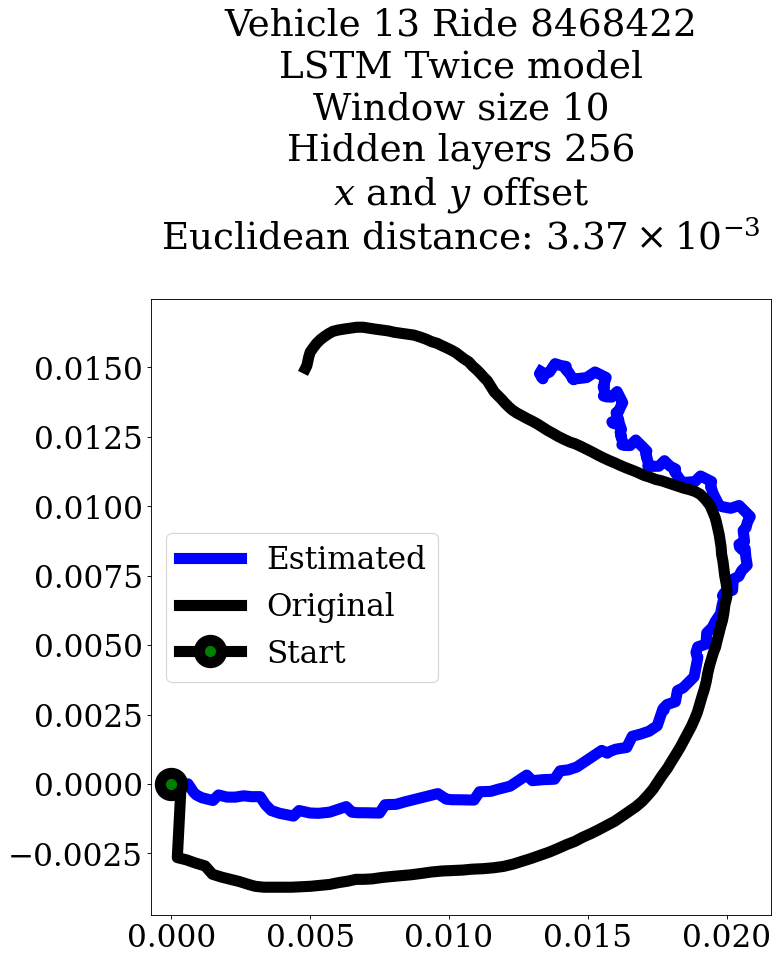 Vehicle 13 Ride 8468422
LSTM Twice model
Window size 10
Hidden layers 256
x and y offset
Euclidean distance: 3.37 × 10⁻³
0.0150
0.0125
0.0100
0.0075
0.0050
0.0025
0.0000
−0.0025
Estimated
Original
Start
0.000 0.005 0.010 0.015 0.020